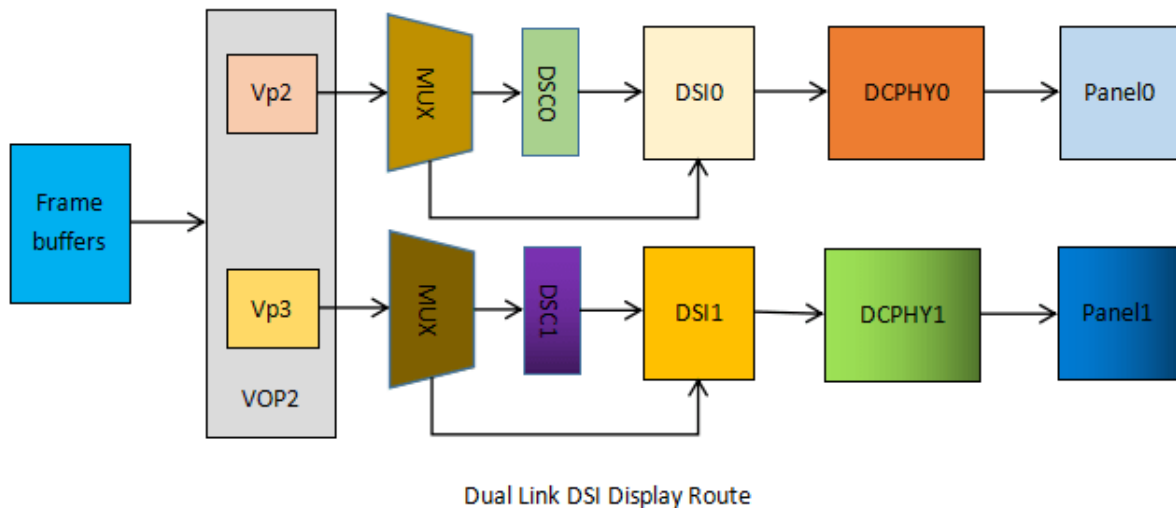 Frame
buffers
VOP2
Vp2
MUX
DSC0
DSI0
DCPHY0
Panel0
Vp3
MUX
DSC1
DSI1
DCPHY1
Panel1
Dual Link DSI Display Route